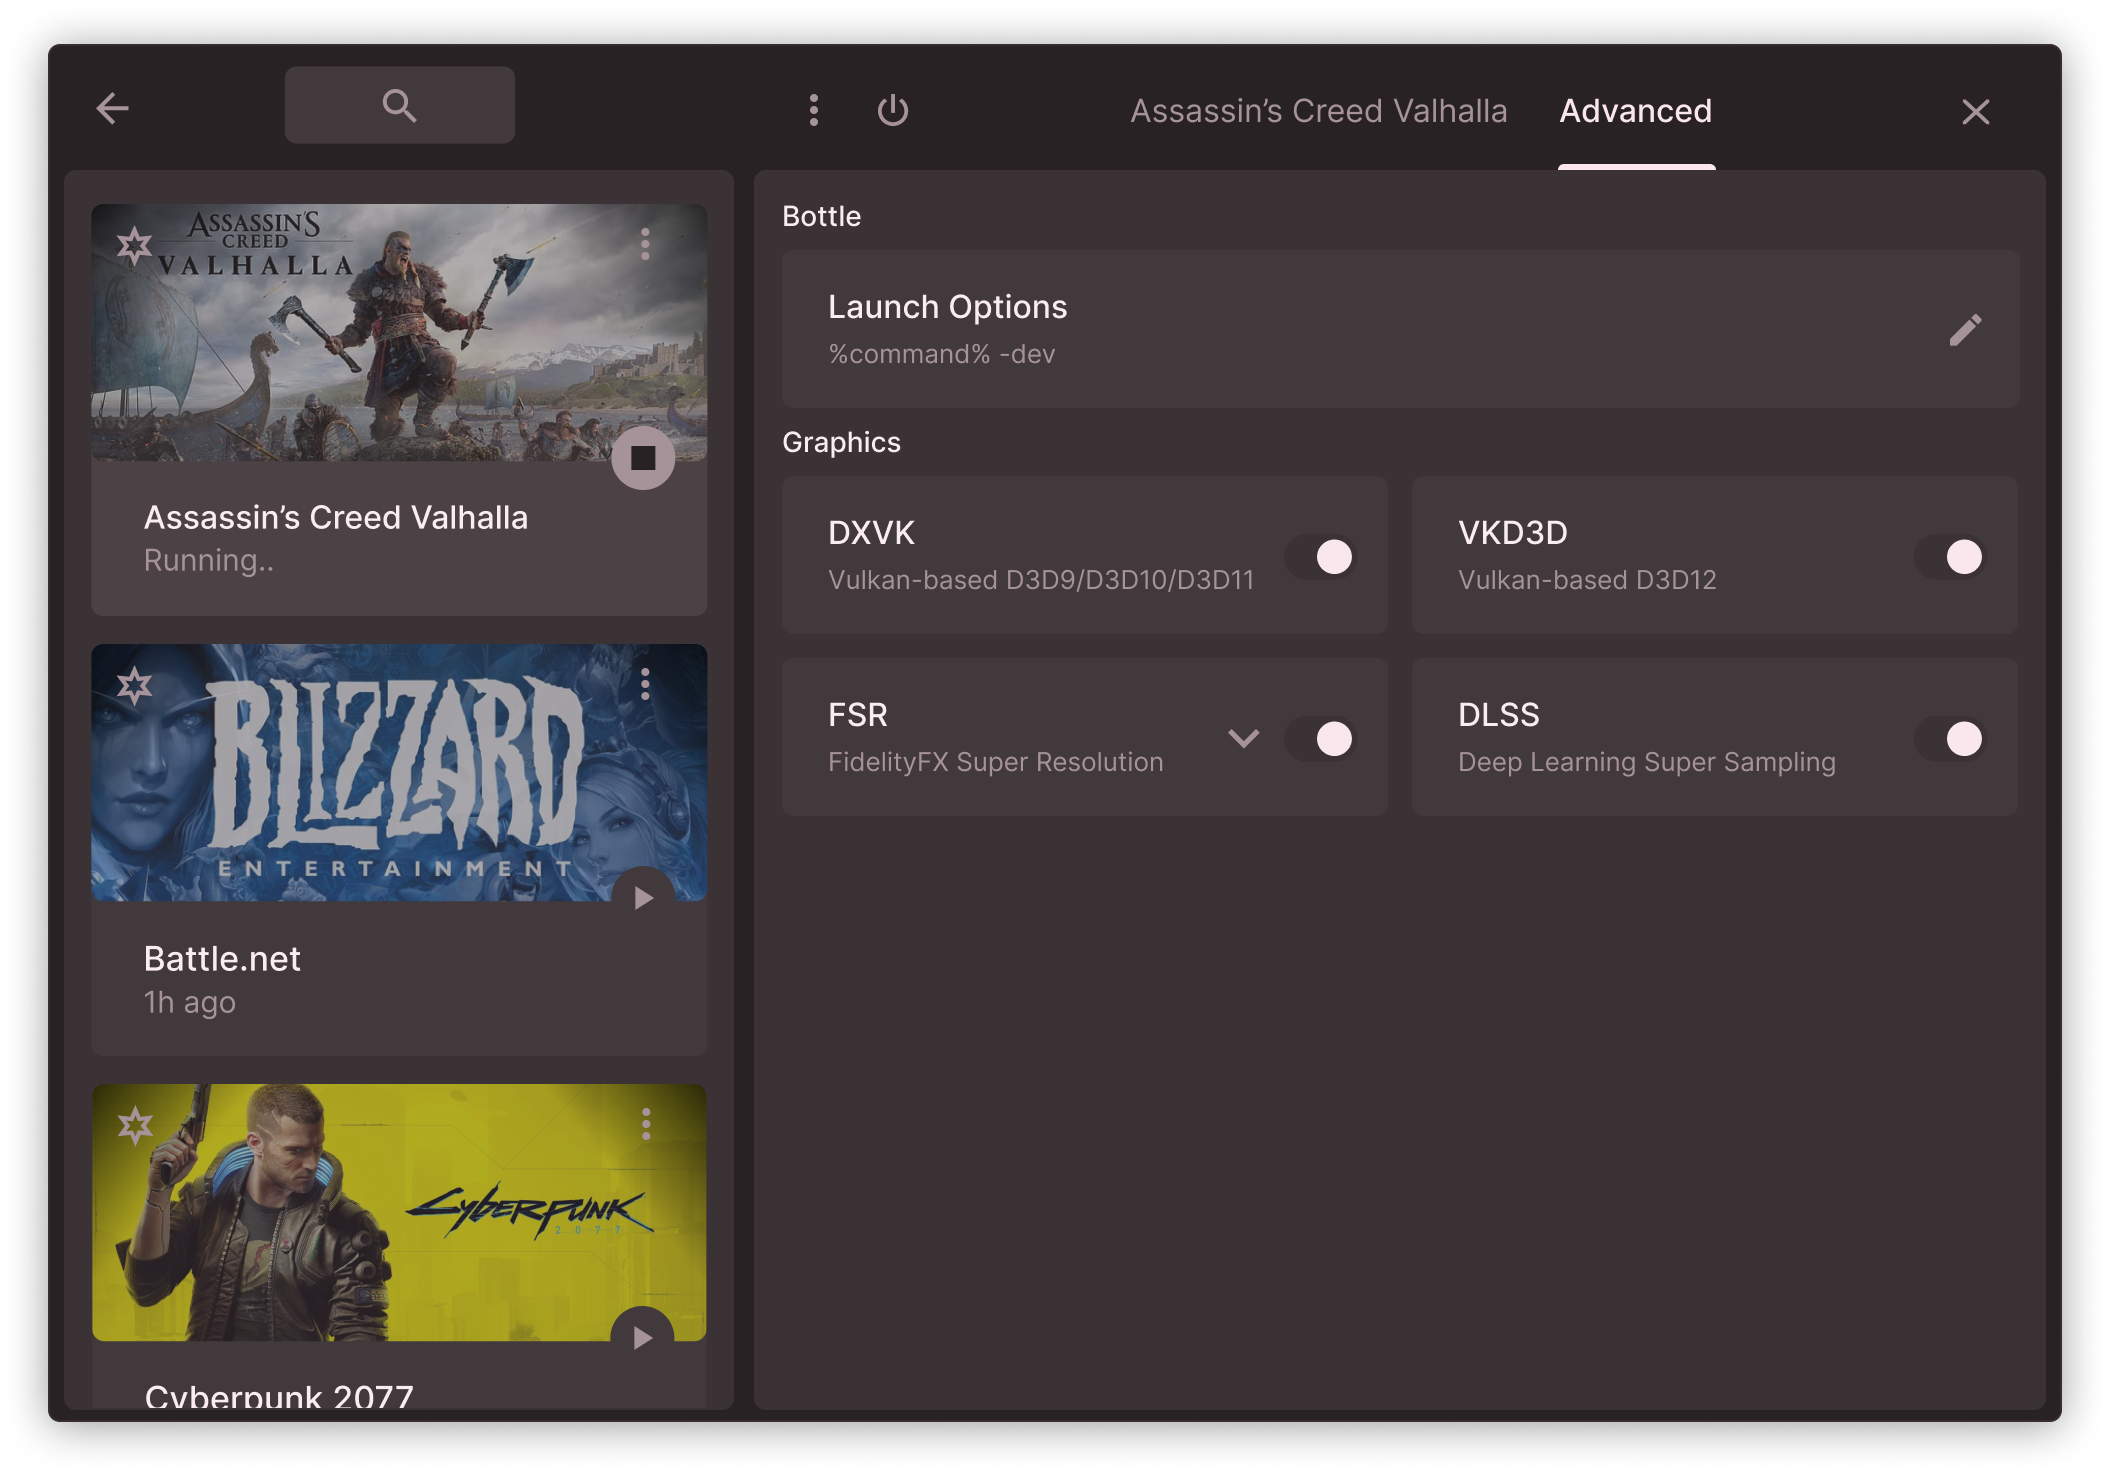 Assassin’s Creed Valhalla
Advanced
ASSASSIN'S
CREED
VALHALLA
Assassin’s Creed Valhalla
Running..
BLIZZARD
ENTERTAINMENT
Battle.net
1h ago
CYBERPUNK
2077
Cyberpunk 2077
Bottle
Launch Options
%command% -dev
Graphics
DXVK
Vulkan-based D3D9/D3D10/D3D11
VKD3D
Vulkan-based D3D12
FSR
FidelityFX Super Resolution
DLSS
Deep Learning Super Sampling